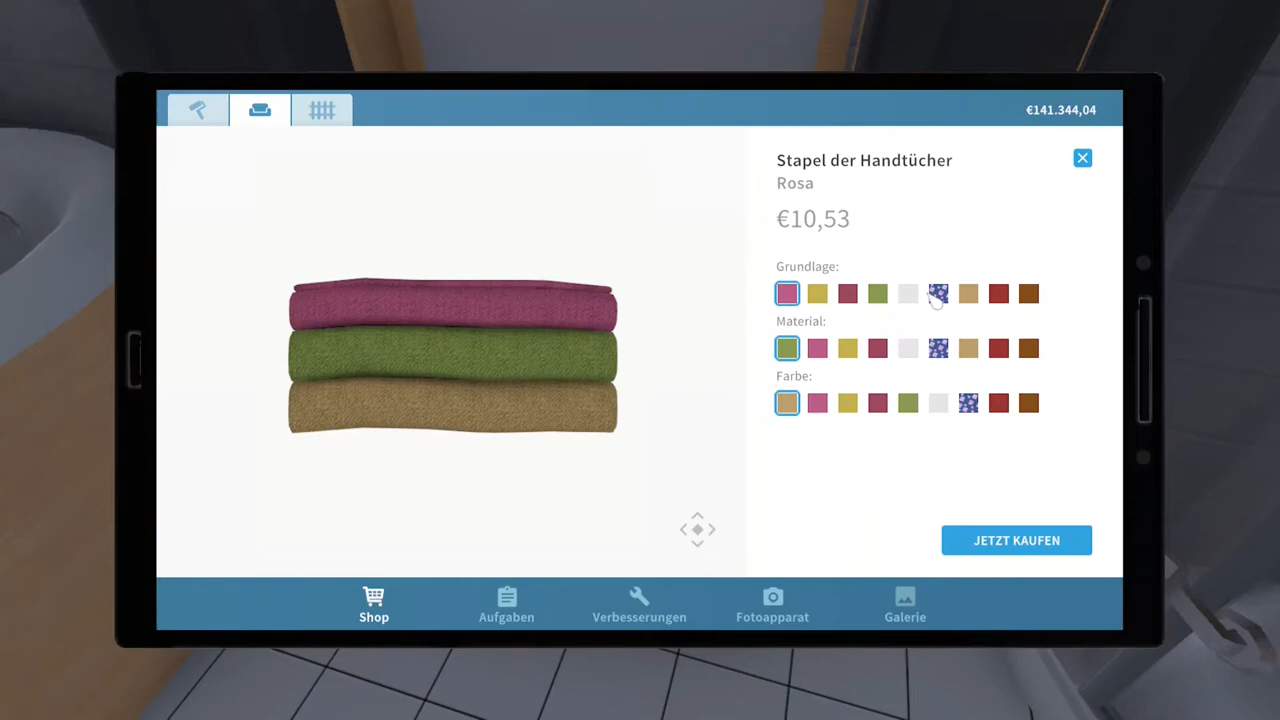 €141.344,04
Stapel der Handtücher
Rosa
€10,53
Grundlage:
Material:
Farbe:
JETZT KAUFEN
Shop
Aufgaben
Verbesserungen
Fotoapparat
Galerie